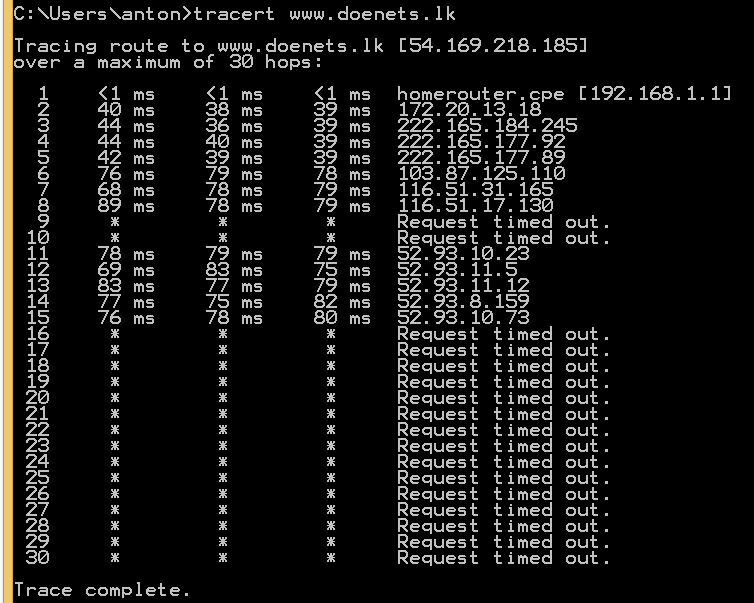 C:\Users\anton>tracert www.doenets.lk
Tracing route to www.doenets.lk [54.169.218.185]
over a maximum of 30 hops:
1 <1 ms <1 ms <1 ms homerouter.cpe [192.168.1.1]
2 40 ms 38 ms 39 ms 172.20.13.18
3 44 ms 36 ms 39 ms 222.165.184.245
4 44 ms 40 ms 39 ms 222.165.177.92
5 42 ms 39 ms 39 ms 222.165.177.89
6 76 ms 79 ms 78 ms 103.87.125.110
7 68 ms 78 ms 79 ms 116.51.31.165
8 89 ms 78 ms 79 ms 116.51.17.130
9 * * * Request timed out.
10 * * * Request timed out.
11 78 ms 79 ms 79 ms 52.93.10.23
12 69 ms 83 ms 75 ms 52.93.11.5
13 83 ms 77 ms 79 ms 52.93.11.12
14 77 ms 75 ms 82 ms 52.93.8.159
15 76 ms 78 ms 80 ms 52.93.10.73
16 * * * Request timed out.
17 * * * Request timed out.
18 * * * Request timed out.
19 * * * Request timed out.
20 * * * Request timed out.
21 * * * Request timed out.
22 * * * Request timed out.
23 * * * Request timed out.
24 * * * Request timed out.
25 * * * Request timed out.
26 * * * Request timed out.
27 * * * Request timed out.
28 * * * Request timed out.
29 * * * Request timed out.
30 * * * Request timed out.
Trace complete.